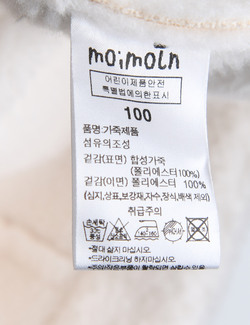 moimoln
어린이제품안전
특별법에의한표시
100
품명:가죽제품
섬유의조성
겉감(표면) 합성가죽
(폴리에스터100%)
겉감(이면) 폴리에스터 100%
(심지,상표,보강재,자수,장식,배색 제외)
취급주의
•절대 삶지 마십시오.
•드라이크리닝 하지마십시오.